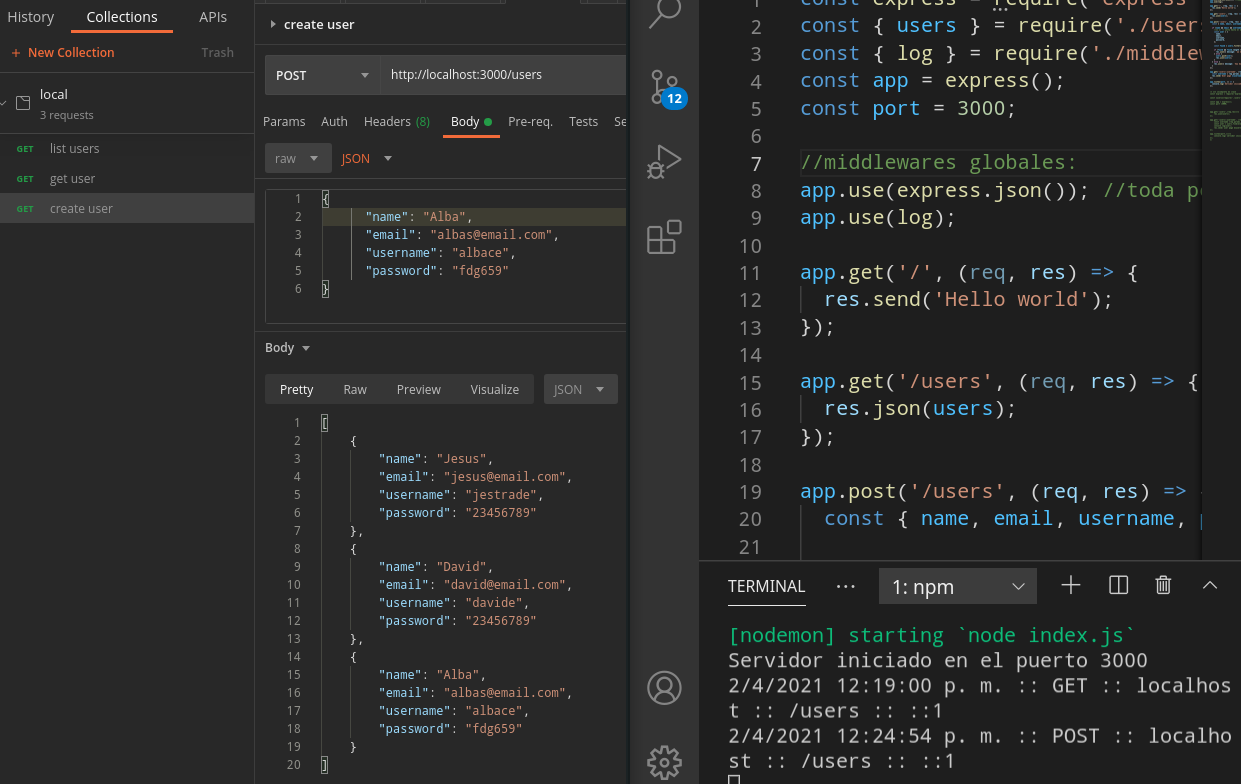 History Collections APIs
+ New Collection Trash
local
3 requests
GET list users
GET get user
GET create user
create user
POST http://localhost:3000/users
Params Auth Headers (8) Body Pre-req. Tests Se
raw JSON
1 {
2 "name": "Alba",
3 "email": "albas@email.com",
4 "username": "albace",
5 "password": "fdg659"
6 }
Body
Pretty Raw Preview Visualize JSON
1 [
2 {
3 "name": "Jesus",
4 "email": "jesus@email.com",
5 "username": "jestrade",
6 "password": "23456789"
7 },
8 {
9 "name": "David",
10 "email": "david@email.com",
11 "username": "davide",
12 "password": "23456789"
13 },
14 {
15 "name": "Alba",
16 "email": "albas@email.com",
17 "username": "albace",
18 "password": "fdg659"
19 }
20 ]
12
1 const express = require('express
2 const { users } = require('./users
3 const { log } = require('./middlew
4 const app = express();
5 const port = 3000;
6
7 //middlewares globales:
8 app.use(express.json()); //toda p
9 app.use(log);
10
11 app.get('/', (req, res) => {
12 res.send('Hello world');
13 });
14
15 app.get('/users', (req, res) => {
16 res.json(users);
17 });
18
19 app.post('/users', (req, res) => {
20 const { name, email, username, p
21
TERMINAL ··· 1: npm
[nodemon] starting `node index.js`
Servidor iniciado en el puerto 3000
2/4/2021 12:19:00 p. m. :: GET :: localhos
t :: /users :: ::1
2/4/2021 12:24:54 p. m. :: POST :: localho
st :: /users :: ::1